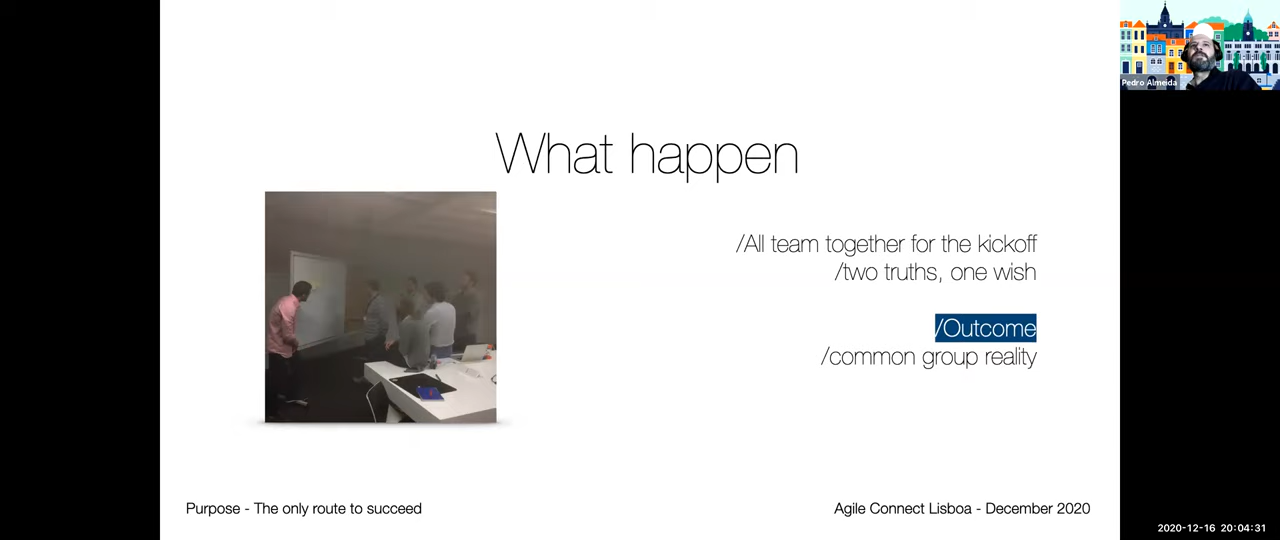 Pedro Almeida
What happen
/All team together for the kickoff
/two truths, one wish
/Outcome
/common group reality
Purpose - The only route to succeed
Agile Connect Lisboa - December 2020
2020-12-16 20:04:31